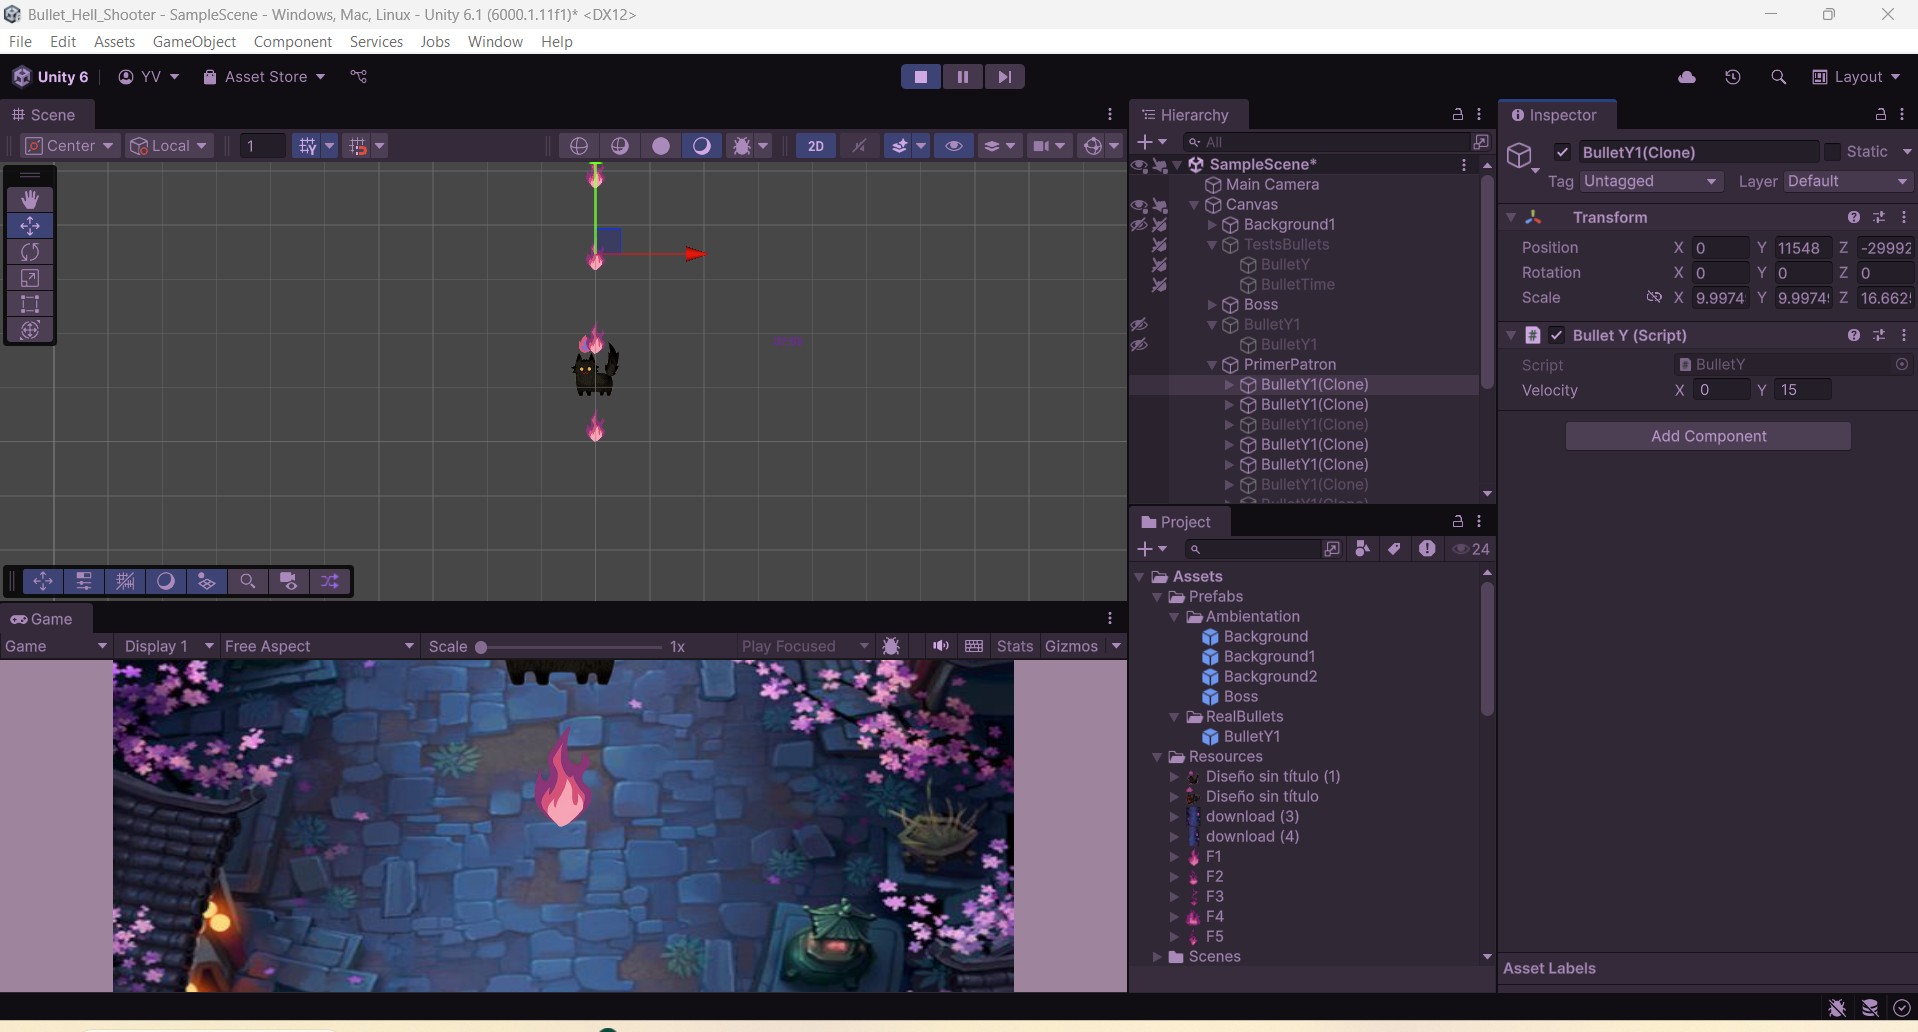 Bullet_Hell_Shooter - SampleScene - Windows, Mac, Linux - Unity 6.1 (6000.1.11f1)* <DX12>
File Edit Assets GameObject Component Services Jobs Window Help
Unity 6 YV Asset Store Layout
Scene
Center Local 1 2D
Game
Game Display 1 Free Aspect Scale 1x Play Focused Stats Gizmos
Hierarchy
All
SampleScene*
Main Camera
Canvas
Background1
TestsBullets
BulletY
BulletTime
Boss
BulletY1
BulletY1
PrimerPatron
BulletY1(Clone)
BulletY1(Clone)
BulletY1(Clone)
BulletY1(Clone)
BulletY1(Clone)
BulletY1(Clone)
Project
24
Assets
Prefabs
Ambientation
Background
Background1
Background2
Boss
RealBullets
BulletY1
Resources
Diseño sin título (1)
Diseño sin título
download (3)
download (4)
F1
F2
F3
F4
F5
Scenes
Inspector
BulletY1(Clone) Static
Tag Untagged Layer Default
Transform
Position X 0 Y 11548 Z -29992
Rotation X 0 Y 0 Z 0
Scale X 9.9974 Y 9.9974 Z 16.662
Bullet Y (Script)
Script BulletY
Velocity X 0 Y 15
Add Component
Asset Labels